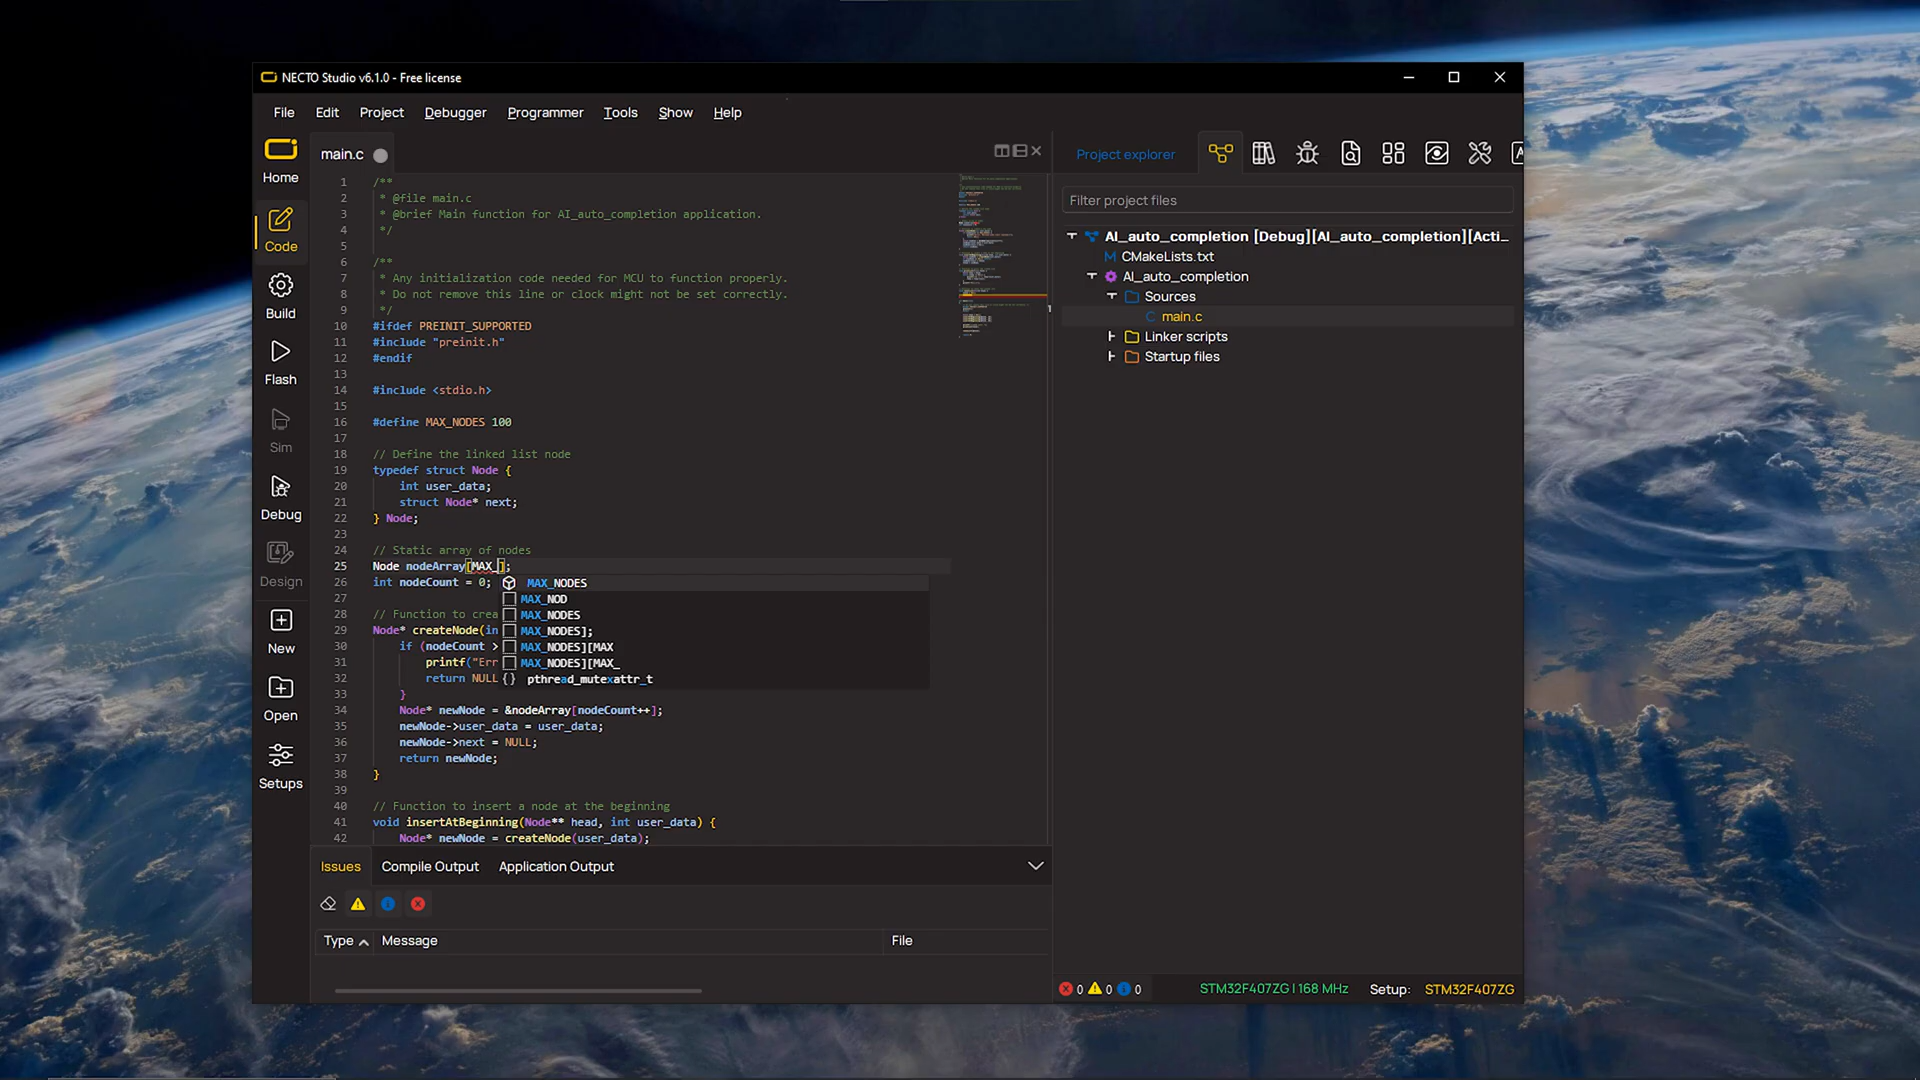 NECTO Studio v6.1.0 - Free license
File Edit Project Debugger Programmer Tools Show Help
Home
Code
Build
Flash
Sim
Debug
Design
New
Open
Setups
main.c
1 /**
2 * @file main.c
3 * @brief Main function for AI_auto_completion application.
4 */
5
6 /**
7 * Any initialization code needed for MCU to function properly.
8 * Do not remove this line or clock might not be set correctly.
9 */
10 #ifdef PREINIT_SUPPORTED
11 #include "preinit.h"
12 #endif
13
14 #include <stdio.h>
15
16 #define MAX_NODES 100
17
18 // Define the linked list node
19 typedef struct Node {
20 int user_data;
21 struct Node* next;
22 } Node;
23
24 // Static array of nodes
25 Node nodeArray[MAX_];
26 int nodeCount = 0;
27
28 // Function to crea
29 Node* createNode(in
30 if (nodeCount >
31 printf("Err
32 return NULL
33 }
34 Node* newNode = &nodeArray[nodeCount++];
35 newNode->user_data = user_data;
36 newNode->next = NULL;
37 return newNode;
38 }
39
40 // Function to insert a node at the beginning
41 void insertAtBeginning(Node** head, int user_data) {
42 Node* newNode = createNode(user_data);
MAX_NODES
MAX_NOD
MAX_NODES
MAX_NODES];
MAX_NODES][MAX
MAX_NODES][MAX_
{} pthread_mutexattr_t
Issues Compile Output Application Output
Type Message File
Project explorer
Filter project files
AI_auto_completion [Debug][AI_auto_completion][Acti...
M CMakeLists.txt
AI_auto_completion
Sources
C main.c
Linker scripts
Startup files
0 0 0 STM32F407ZG | 168 MHz Setup: STM32F407ZG